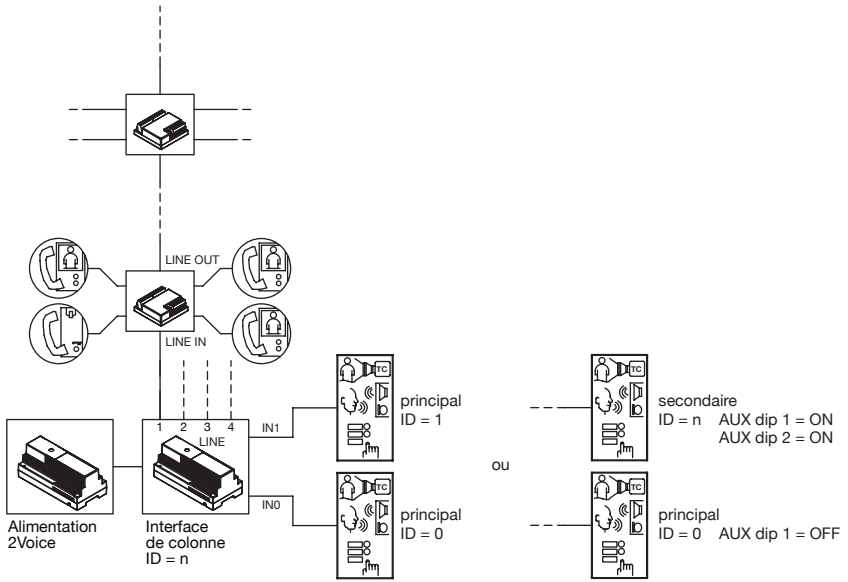 LINE OUT
LINE IN
1 2 3 4
LINE
IN1
IN0
TC
principal
ID = 1
TC
principal
ID = 0
ou
TC
secondaire
ID = n AUX dip 1 = ON
AUX dip 2 = ON
TC
principal
ID = 0 AUX dip 1 = OFF
Alimentation
2Voice
Interface
de colonne
ID = n